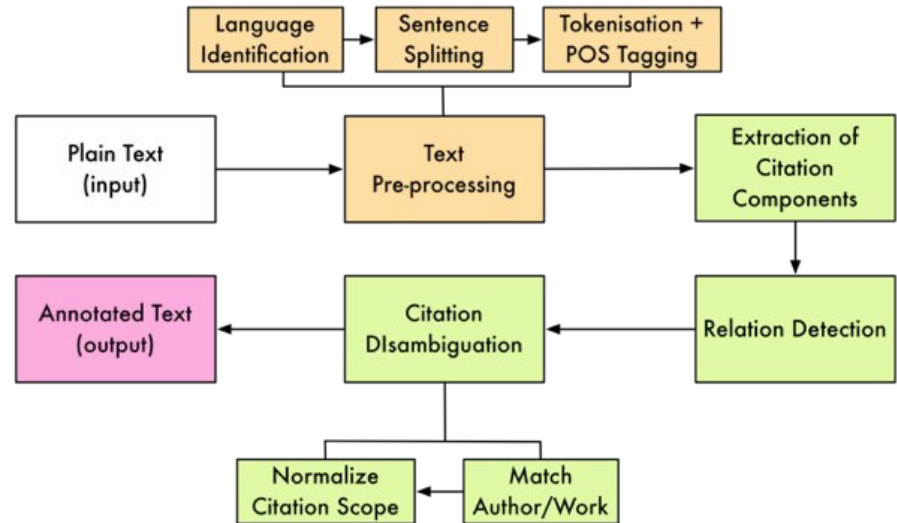 Language
Identification
Sentence
Splitting
Tokenisation +
POS Tagging
Plain Text
(input)
Text
Pre-processing
Extraction of
Citation
Components
Annotated Text
(output)
Citation
DIsambiguation
Relation Detection
Normalize
Citation Scope
Match
Author/Work